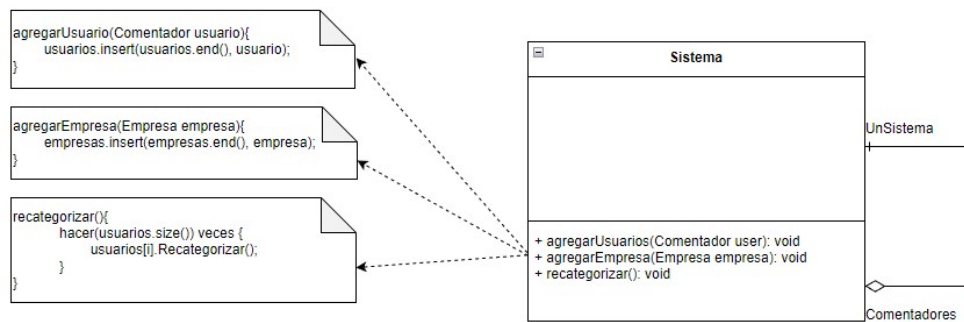 agregarUsuario(Comentador usuario){
usuarios.insert(usuarios.end(), usuario);
}
agregarEmpresa(Empresa empresa){
empresas.insert(empresas.end(), empresa);
}
recategorizar(){
hacer(usuarios.size()) veces {
usuarios[i].Recategorizar();
}
}
Sistema
+ agregarUsuarios(Comentador user): void
+ agregarEmpresa(Empresa empresa): void
+ recategorizar(): void
UnSistema
Comentadores